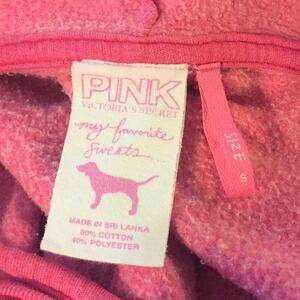 PINK
VICTORIA'S SECRET
my favorite
sweats
MADE IN SRI LANKA
60% COTTON
40% POLYESTER
SIZE S